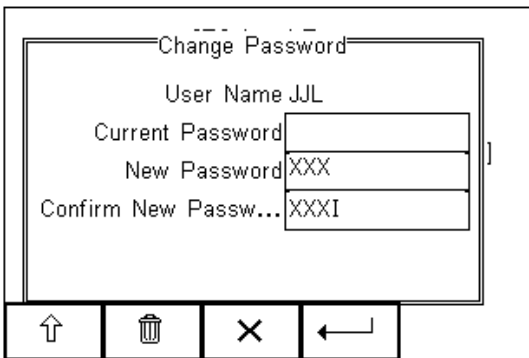 Change Password
User Name JJL
Current Password
New Password XXX
Confirm New Passw... XXXI